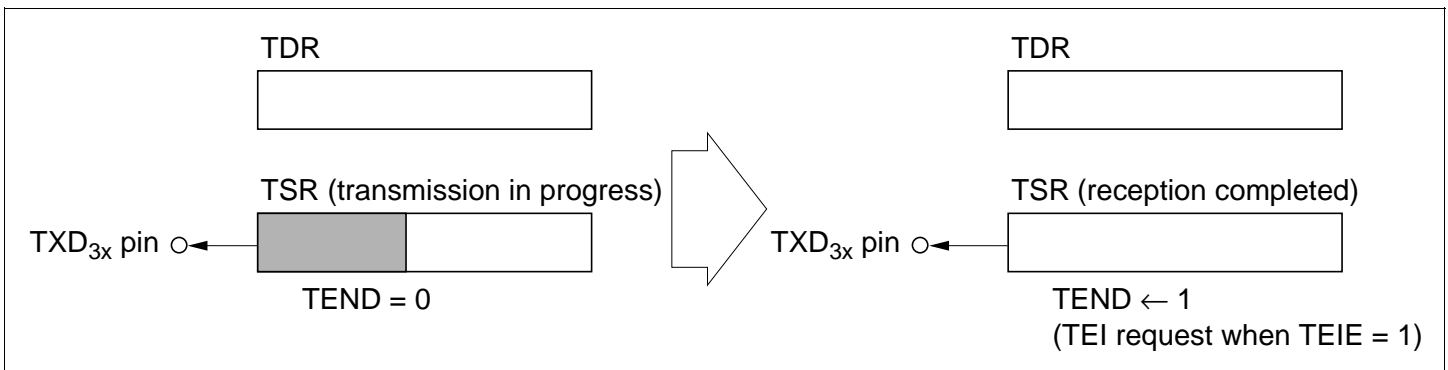 TDR
TSR (transmission in progress)
TXD3x pin
TEND = 0
TDR
TSR (reception completed)
TXD3x pin
TEND ← 1
(TEI request when TEIE = 1)